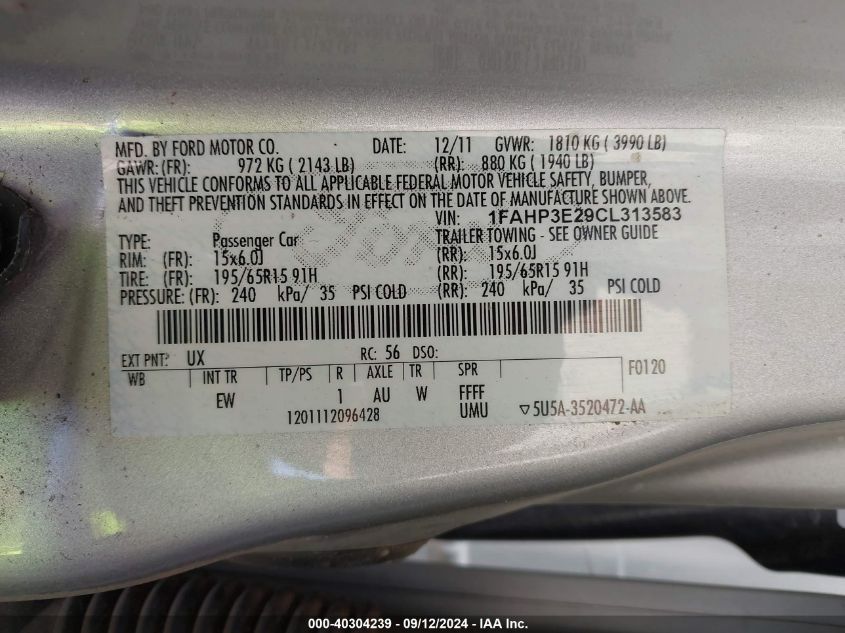 MFD. BY FORD MOTOR CO. DATE: 12/11 GVWR: 1810 KG ( 3990 LB)
GAWR: (FR): 972 KG ( 2143 LB) (RR): 880 KG ( 1940 LB)
THIS VEHICLE CONFORMS TO ALL APPLICABLE FEDERAL MOTOR VEHICLE SAFETY, BUMPER,
AND THEFT PREVENTION STANDARDS IN EFFECT ON THE DATE OF MANUFACTURE SHOWN ABOVE.
VIN: 1FAHP3E29CL313583
TYPE: Passenger Car TRAILER TOWING - SEE OWNER GUIDE
RIM: (FR): 15x6.0J (RR): 15x6.0J
TIRE: (FR): 195/65R15 91H (RR): 195/65R15 91H
PRESSURE: (FR): 240 kPa/ 35 PSI COLD (RR): 240 kPa/ 35 PSI COLD
EXT PNT: UX RC: 56 DSO:
WB INT TR TP/PS R AXLE TR SPR F0120
EW 1 AU W FFFF
1201112096428 UMU ▽5U5A-3520472-AA
000-40304239 - 09/12/2024 - IAA Inc.